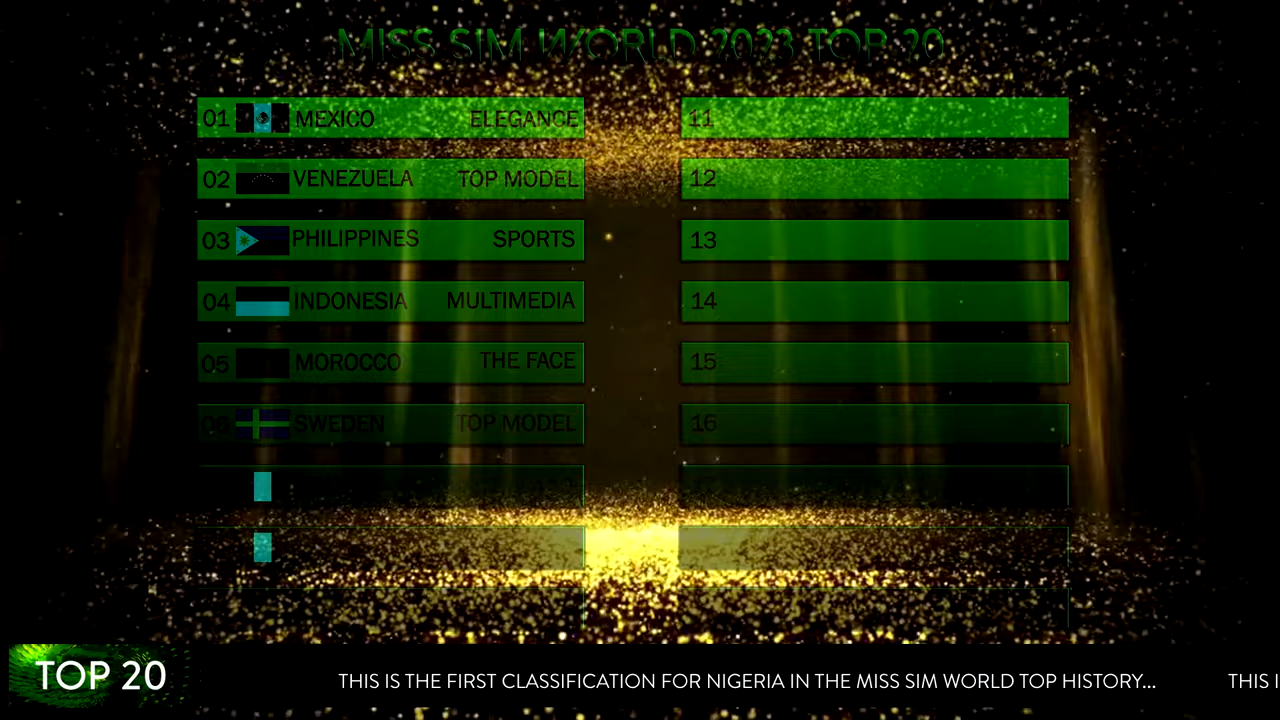 MISS SIM WORLD 2023 TOP 20
01 MEXICO ELEGANCE
02 VENEZUELA TOP MODEL
03 PHILIPPINES SPORTS
04 INDONESIA MULTIMEDIA
05 MOROCCO THE FACE
06 SWEDEN TOP MODEL
11
12
13
14
15
16
TOP 20
THIS IS THE FIRST CLASSIFICATION FOR NIGERIA IN THE MISS SIM WORLD TOP HISTORY... THIS I